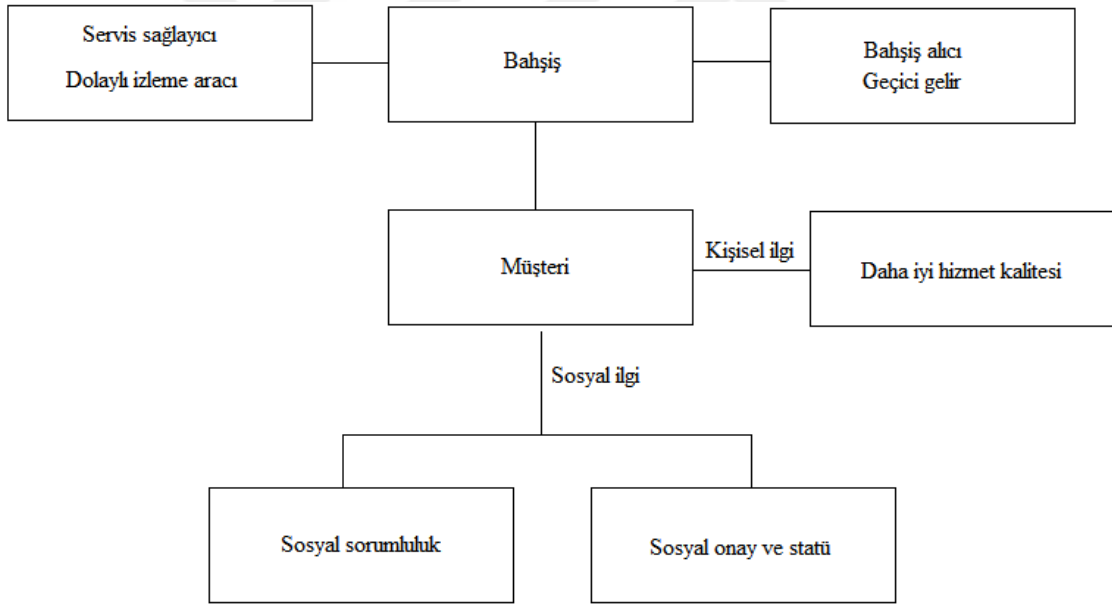 Servis sağlayıcı
Dolaylı izleme aracı
Bahşiş
Bahşiş alıcı
Geçici gelir
Müşteri
Kişisel ilgi
Daha iyi hizmet kalitesi
Sosyal ilgi
Sosyal sorumluluk
Sosyal onay ve statü